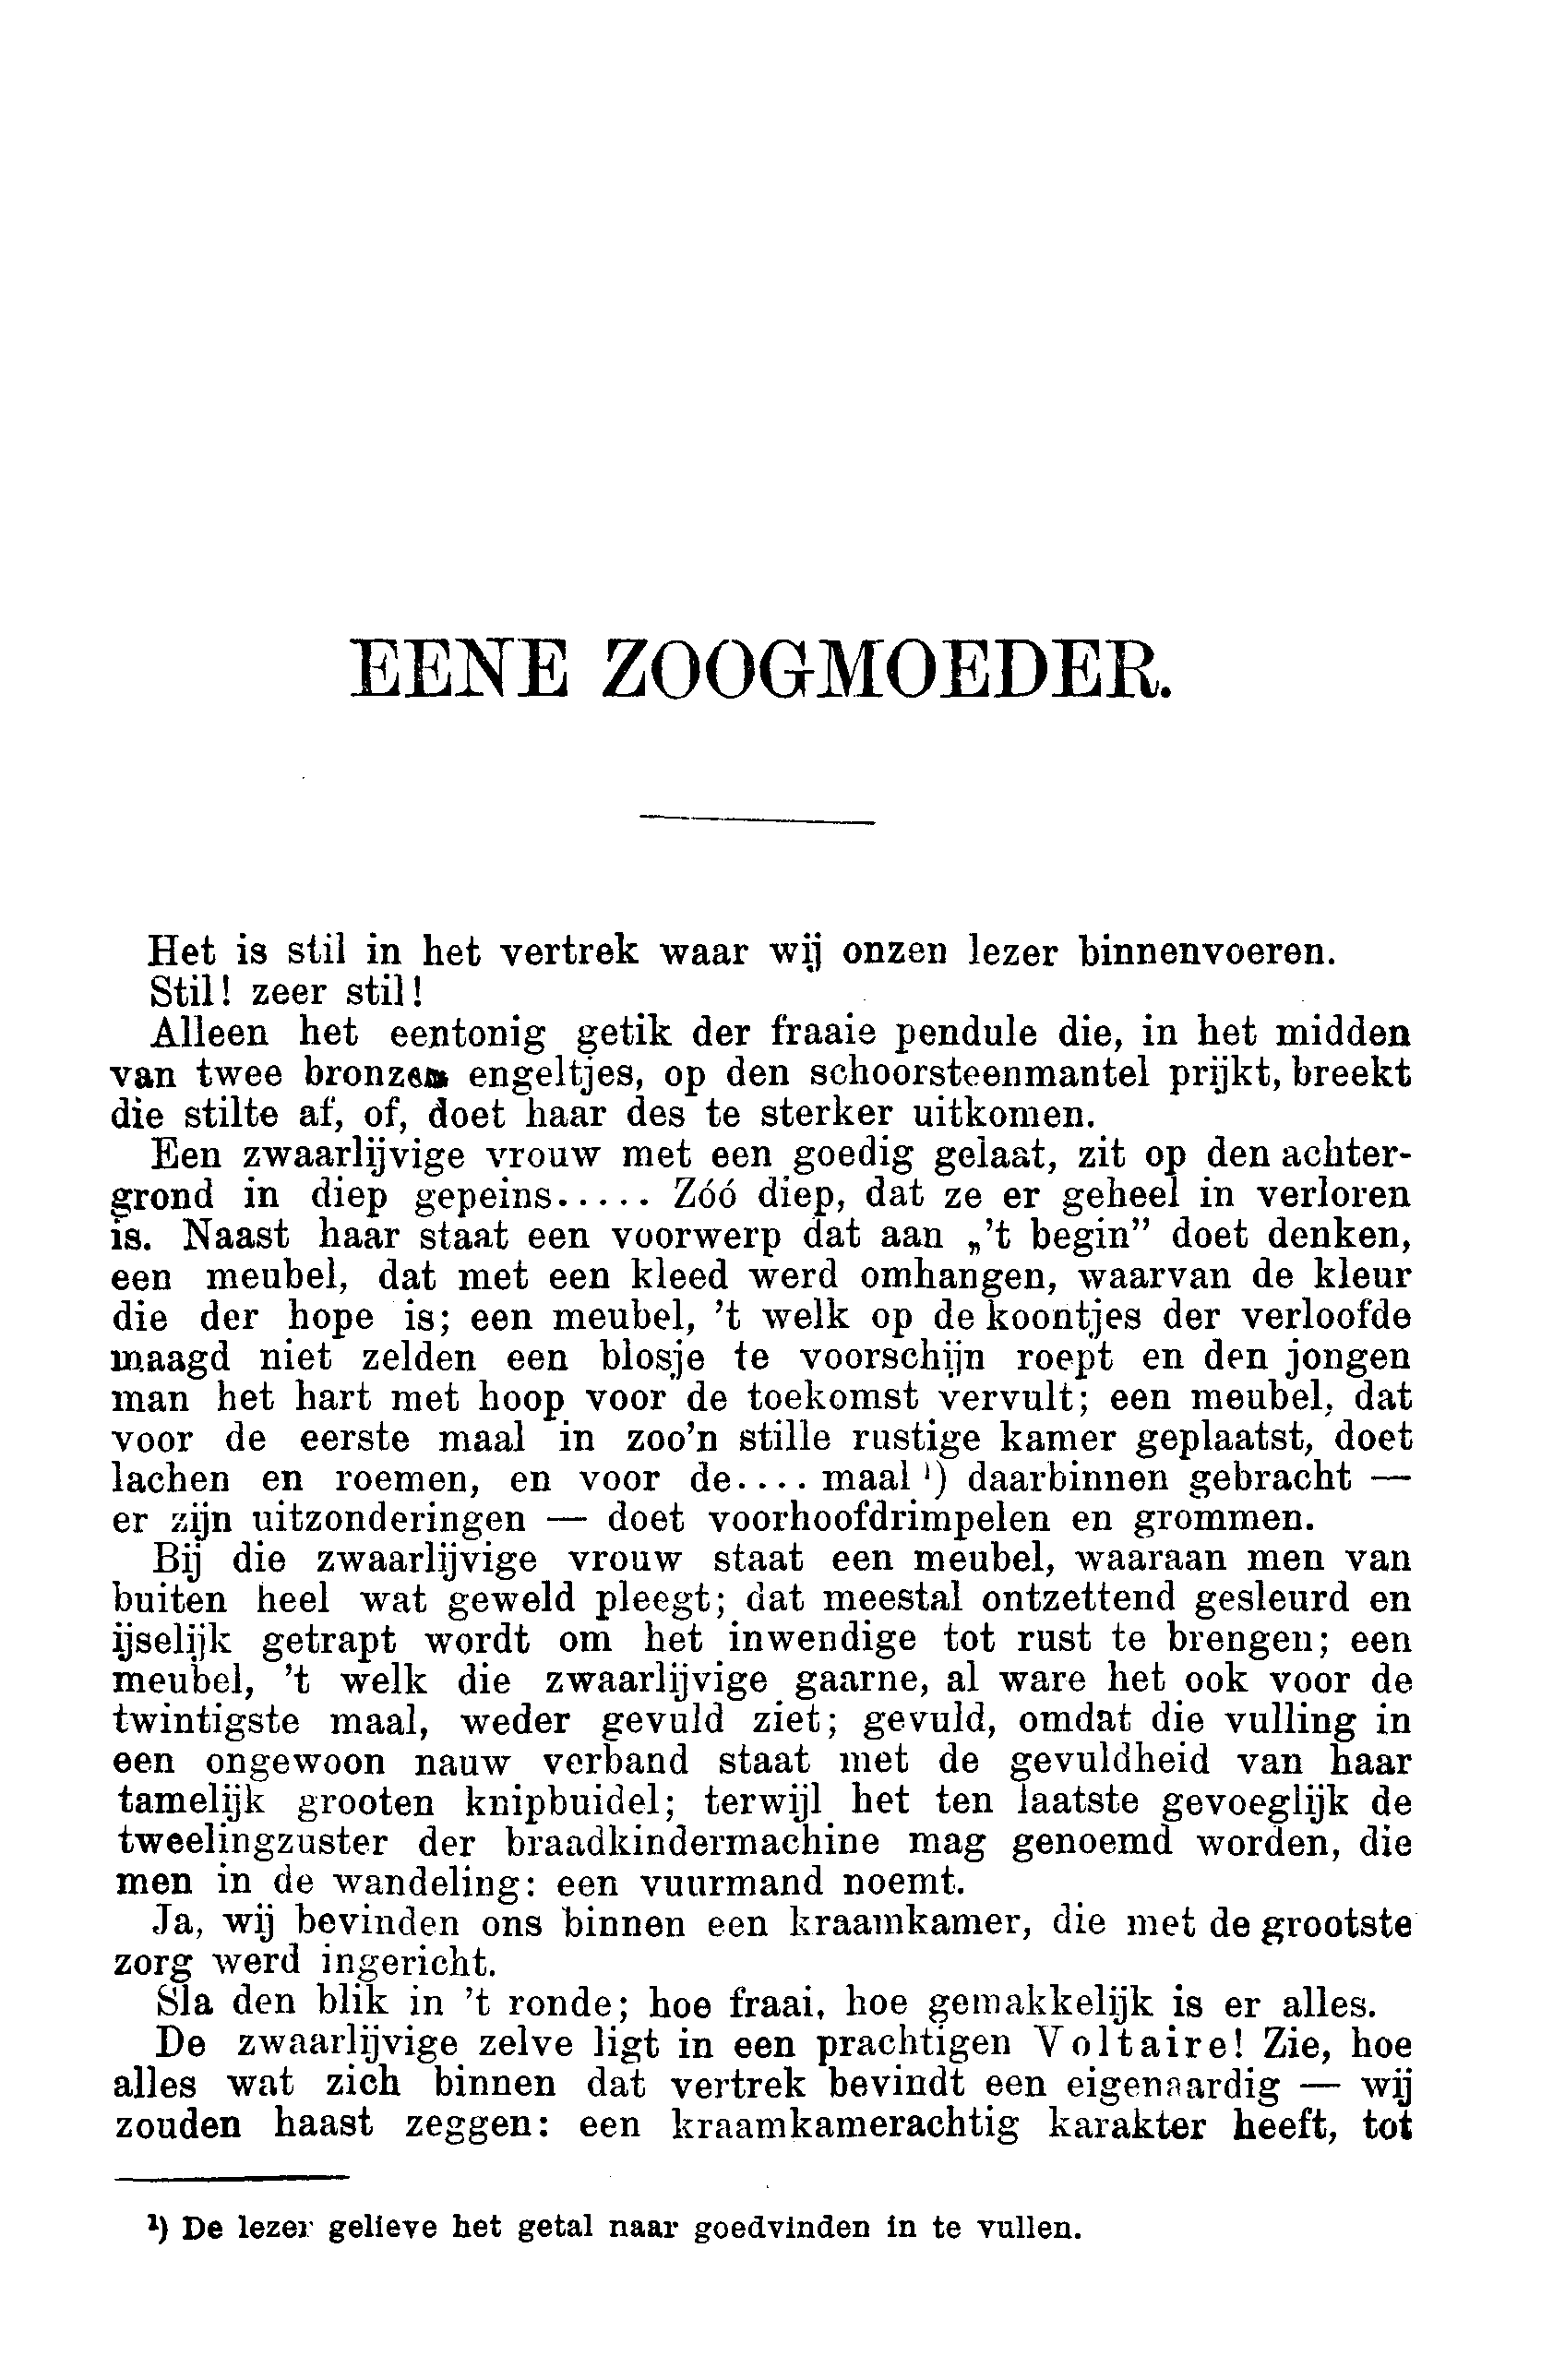 EENE ZOOGMOEDER.
Het is stil in het vertrek waar wij onzen lezer binnenvoeren.
Stil! zeer stil!
Alleen het eentonig getik der fraaie pendule die, in het midden
van twee bronzen engeltjes, op den schoorsteenmantel prijkt, breekt
die stilte af, of, doet haar des te sterker uitkomen.
Een zwaarlijvige vrouw met een goedig gelaat, zit op den achter-
grond in diep gepeins..... Zóó diep, dat ze er geheel in verloren
is. Naast haar staat een voorwerp dat aan „'t begin” doet denken,
een meubel, dat met een kleed werd omhangen, waarvan de kleur
die der hope is; een meubel, 't welk op de koontjes der verloofde
maagd niet zelden een blosje te voorschijn roept en den jongen
man het hart met hoop voor de toekomst vervult; een meubel, dat
voor de eerste maal in zoo'n stille rustige kamer geplaatst, doet
lachen en roemen, en voor de.... maal ¹) daarbinnen gebracht —
er zijn uitzonderingen — doet voorhoofdrimpelen en grommen.
Bij die zwaarlijvige vrouw staat een meubel, waaraan men van
buiten heel wat geweld pleegt; dat meestal ontzettend gesleurd en
ijselijk getrapt wordt om het inwendige tot rust te brengen; een
meubel, 't welk die zwaarlijvige gaarne, al ware het ook voor de
twintigste maal, weder gevuld ziet; gevuld, omdat die vulling in
een ongewoon nauw verband staat met de gevuldheid van haar
tamelijk grooten knipbuidel; terwijl het ten laatste gevoeglijk de
tweelingzuster der braadkindermachine mag genoemd worden, die
men in de wandeling: een vuurmand noemt.
Ja, wij bevinden ons binnen een kraamkamer, die met de grootste
zorg werd ingericht.
Sla den blik in 't ronde; hoe fraai, hoe gemakkelijk is er alles.
De zwaarlijvige zelve ligt in een prachtigen Voltaire! Zie, hoe
alles wat zich binnen dat vertrek bevindt een eigenaardig — wij
zouden haast zeggen: een kraamkamerachtig karakter heeft, tot
¹) De lezer gelieve het getal naar goedvinden in te vullen.